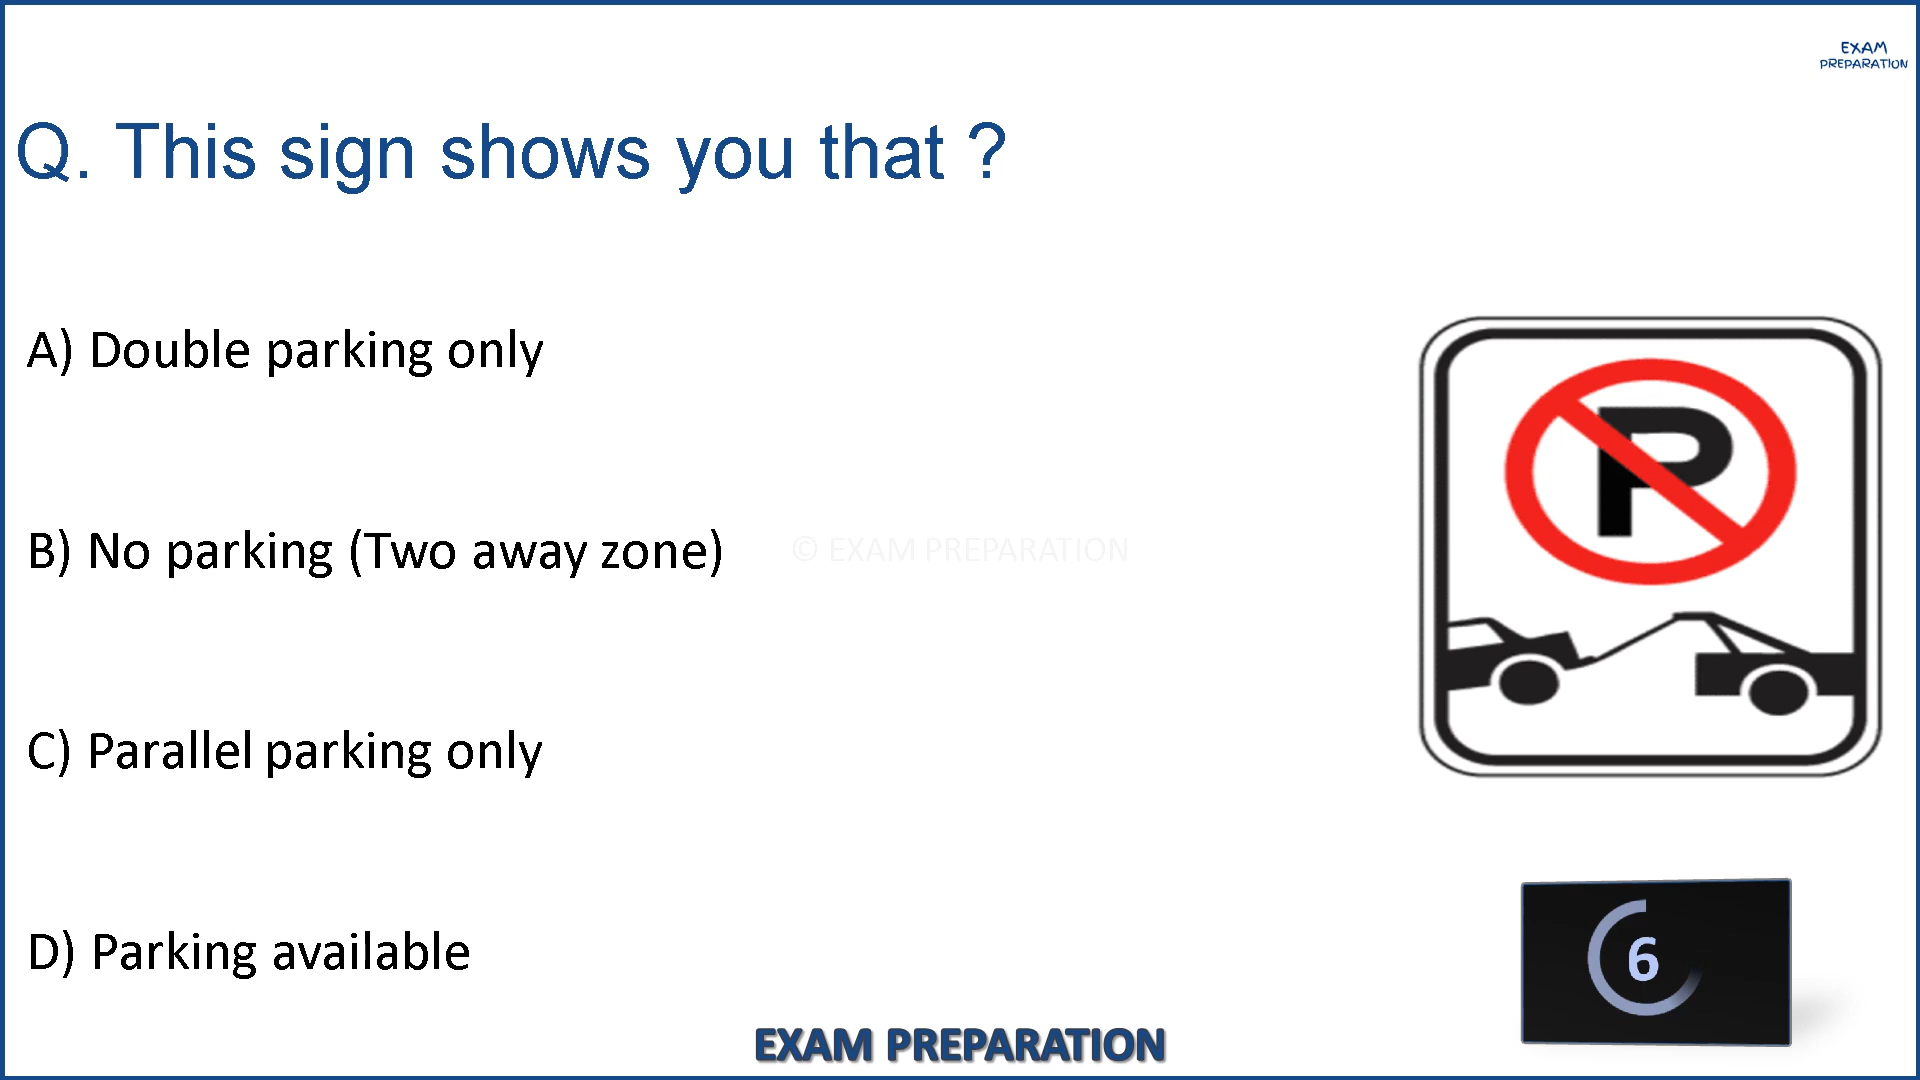 EXAM
PREPARATION
Q. This sign shows you that ?
A) Double parking only
B) No parking (Two away zone)
© EXAM PREPARATION
C) Parallel parking only
D) Parking available
P
6
EXAM PREPARATION